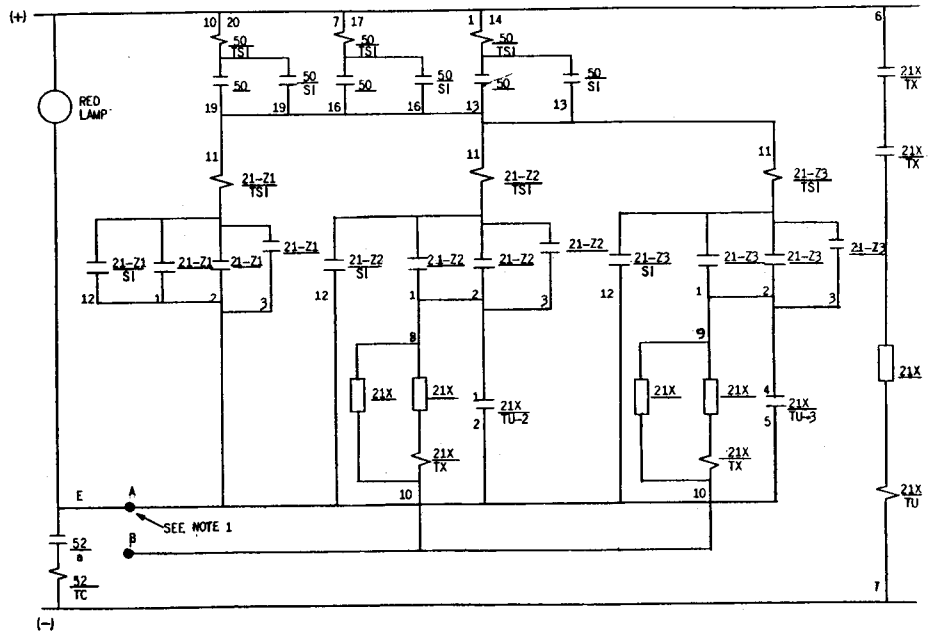 (+)
10 20
7 17
1 14
6
50
TSI
50
TSI
50
TSI
50
50
SI
50
50
SI
50
50
SI
21X
TX
RED
LAMP
19
19
16
16
13
13
11
11
11
21X
TX
21-Z1
TSI
21-Z2
TSI
21-Z3
TSI
21-Z1
SI
21-Z1
21-Z1
21-Z1
21-Z2
SI
21-Z2
21-Z2
21-Z2
21-Z3
SI
21-Z3
21-Z3
21-Z3
12
1
2
3
12
1
2
3
12
1
2
3
8
9
21X
21X
21X
1
21X
TU-2
2
21X
21X
4
21X
TU-3
5
21X
TX
21X
TX
10
10
21X
TU
E
A
SEE NOTE 1
B
52
a
52
TC
(-)